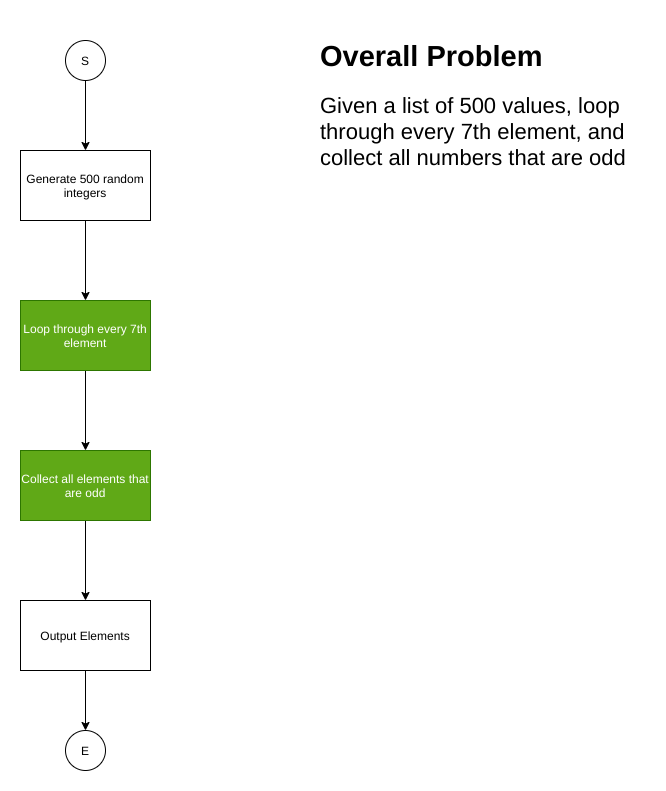 S
Generate 500 random
integers
Loop through every 7th
element
Collect all elements that
are odd
Output Elements
E
Overall Problem
Given a list of 500 values, loop
through every 7th element, and
collect all numbers that are odd